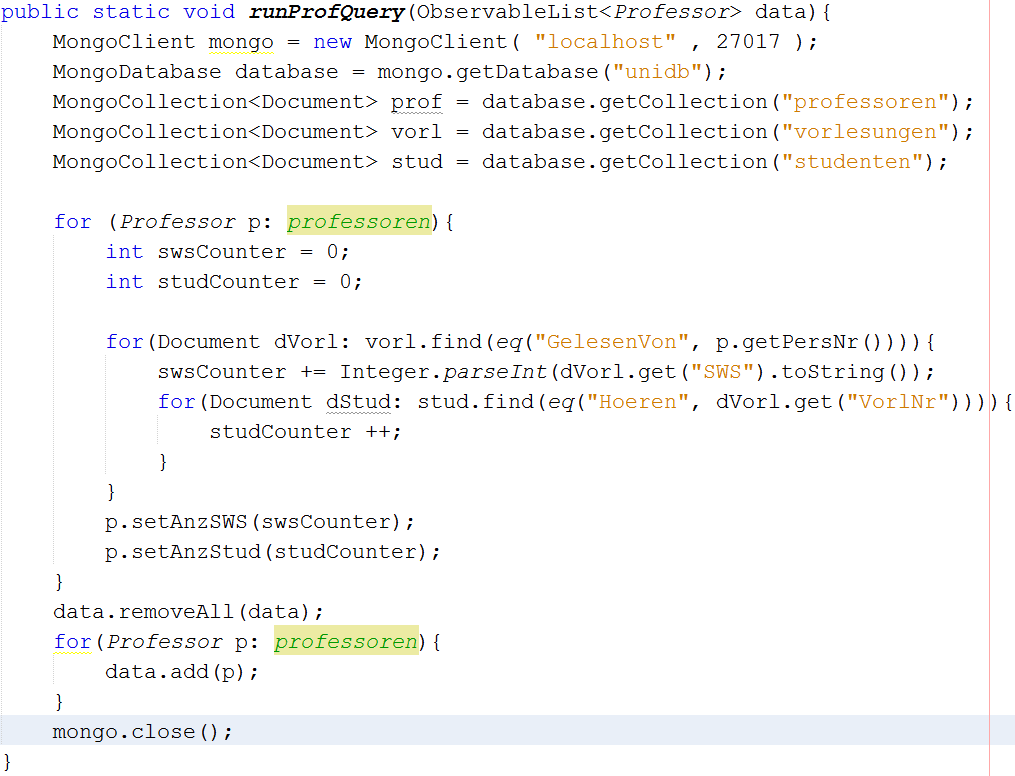 public static void runProfQuery(ObservableList<Professor> data){
    MongoClient mongo = new MongoClient( "localhost" , 27017 );
    MongoDatabase database = mongo.getDatabase("unidb");
    MongoCollection<Document> prof = database.getCollection("professoren");
    MongoCollection<Document> vorl = database.getCollection("vorlesungen");
    MongoCollection<Document> stud = database.getCollection("studenten");

    for (Professor p: professoren){
        int swsCounter = 0;
        int studCounter = 0;

        for(Document dVorl: vorl.find(eq("GelesenVon", p.getPersNr()))){
            swsCounter += Integer.parseInt(dVorl.get("SWS").toString());
            for(Document dStud: stud.find(eq("Hoeren", dVorl.get("VorlNr")))){
                studCounter ++;
            }
        }
        p.setAnzSWS(swsCounter);
        p.setAnzStud(studCounter);
    }
    data.removeAll(data);
    for(Professor p: professoren){
        data.add(p);
    }
    mongo.close();
}